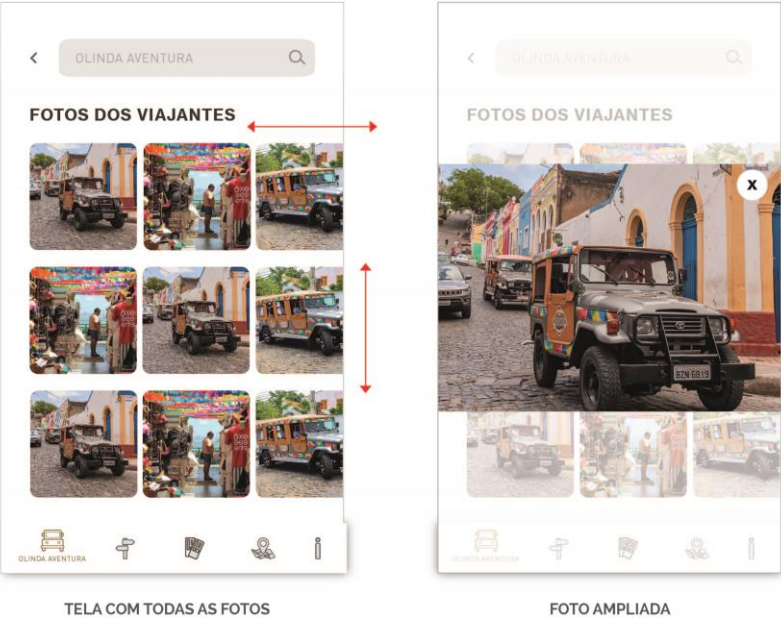 OLINDA AVENTURA
FOTOS DOS VIAJANTES
OLINDA AVENTURA
TELA COM TODAS AS FOTOS
OLINDA AVENTURA
FOTOS DOS VIAJANTES
X
BZN 6819
OLINDA AVENTURA
FOTO AMPLIADA